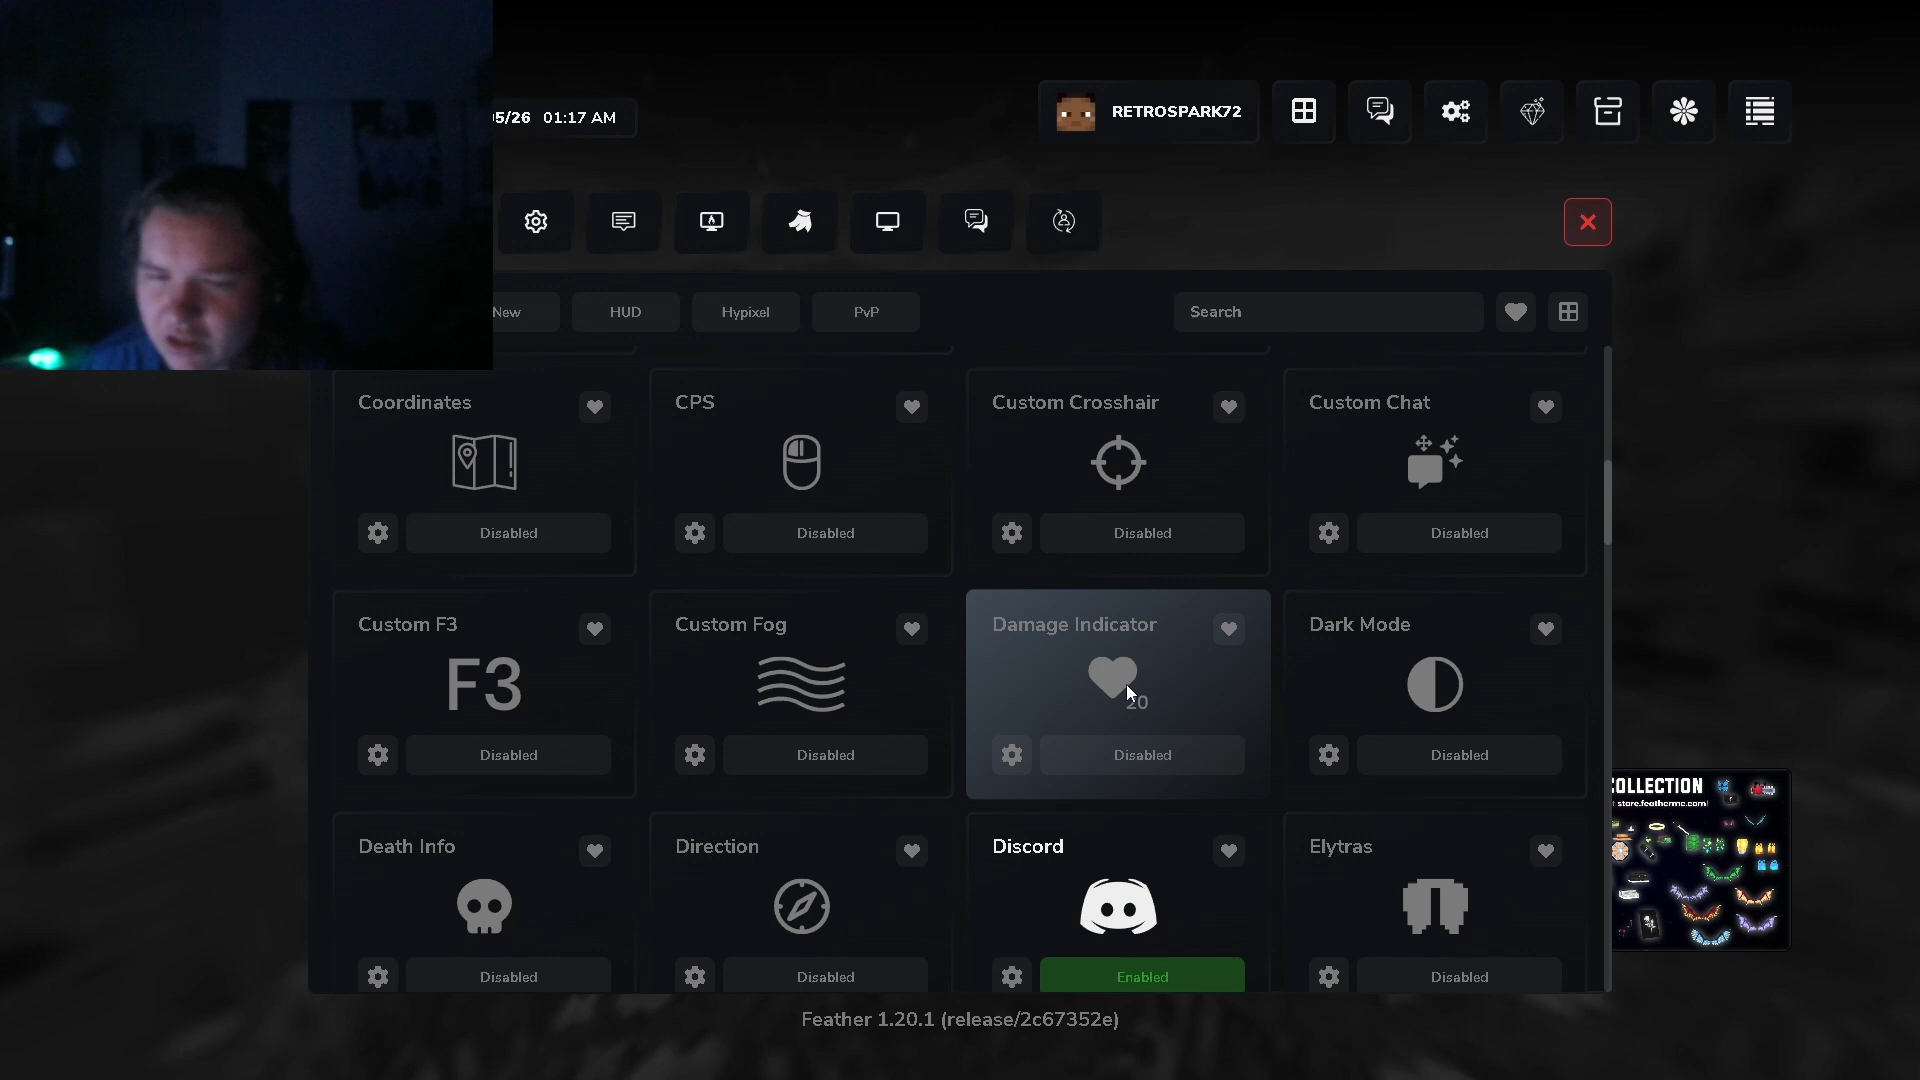 05/26 01:17 AM
RETROSPARK72
New
HUD
Hypixel
PvP
Search
Coordinates
CPS
Custom Crosshair
Custom Chat
Disabled
Disabled
Disabled
Disabled
Custom F3
Custom Fog
Damage Indicator
Dark Mode
F3
20
Disabled
Disabled
Disabled
Disabled
Death Info
Direction
Discord
Elytras
Disabled
Disabled
Enabled
Disabled
COLLECTION
store.feathermc.com!
Feather 1.20.1 (release/2c67352e)